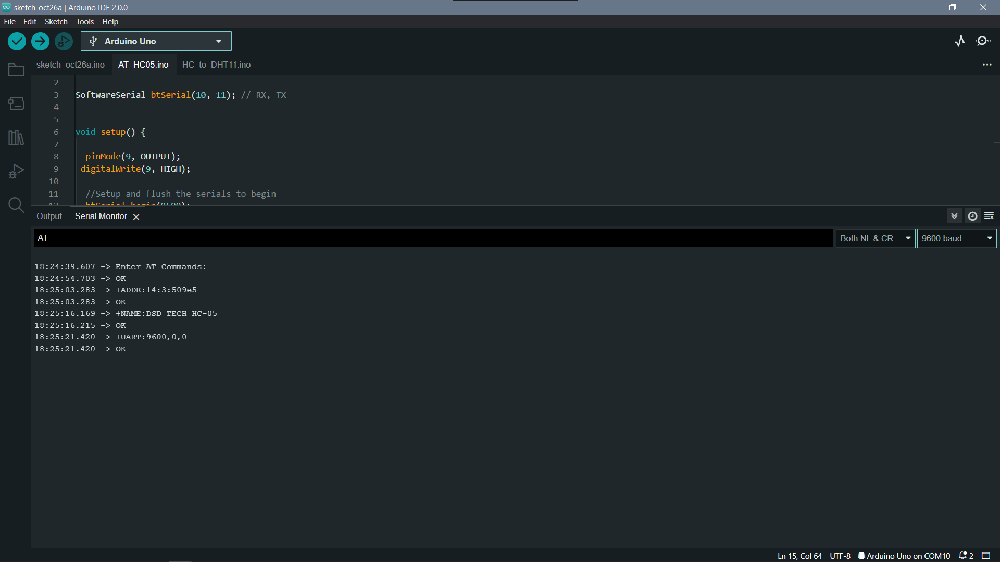 sketch_oct26a | Arduino IDE 2.0.0
File Edit Sketch Tools Help
Arduino Uno
sketch_oct26a.ino AT_HC05.ino HC_to_DHT11.ino
2
3 SoftwareSerial btSerial(10, 11); // RX, TX
4
5
6 void setup() {
7
8 pinMode(9, OUTPUT);
9 digitalWrite(9, HIGH);
10
11 //Setup and flush the serials to begin
12 btSerial.begin(9600);
Output Serial Monitor
AT
Both NL & CR 9600 baud
18:24:39.607 -> Enter AT Commands:
18:24:54.703 -> OK
18:25:03.283 -> +ADDR:14:3:509e5
18:25:03.283 -> OK
18:25:16.169 -> +NAME:DSD TECH HC-05
18:25:16.215 -> OK
18:25:21.420 -> +UART:9600,0,0
18:25:21.420 -> OK
Ln 15, Col 64 UTF-8 Arduino Uno on COM10 2